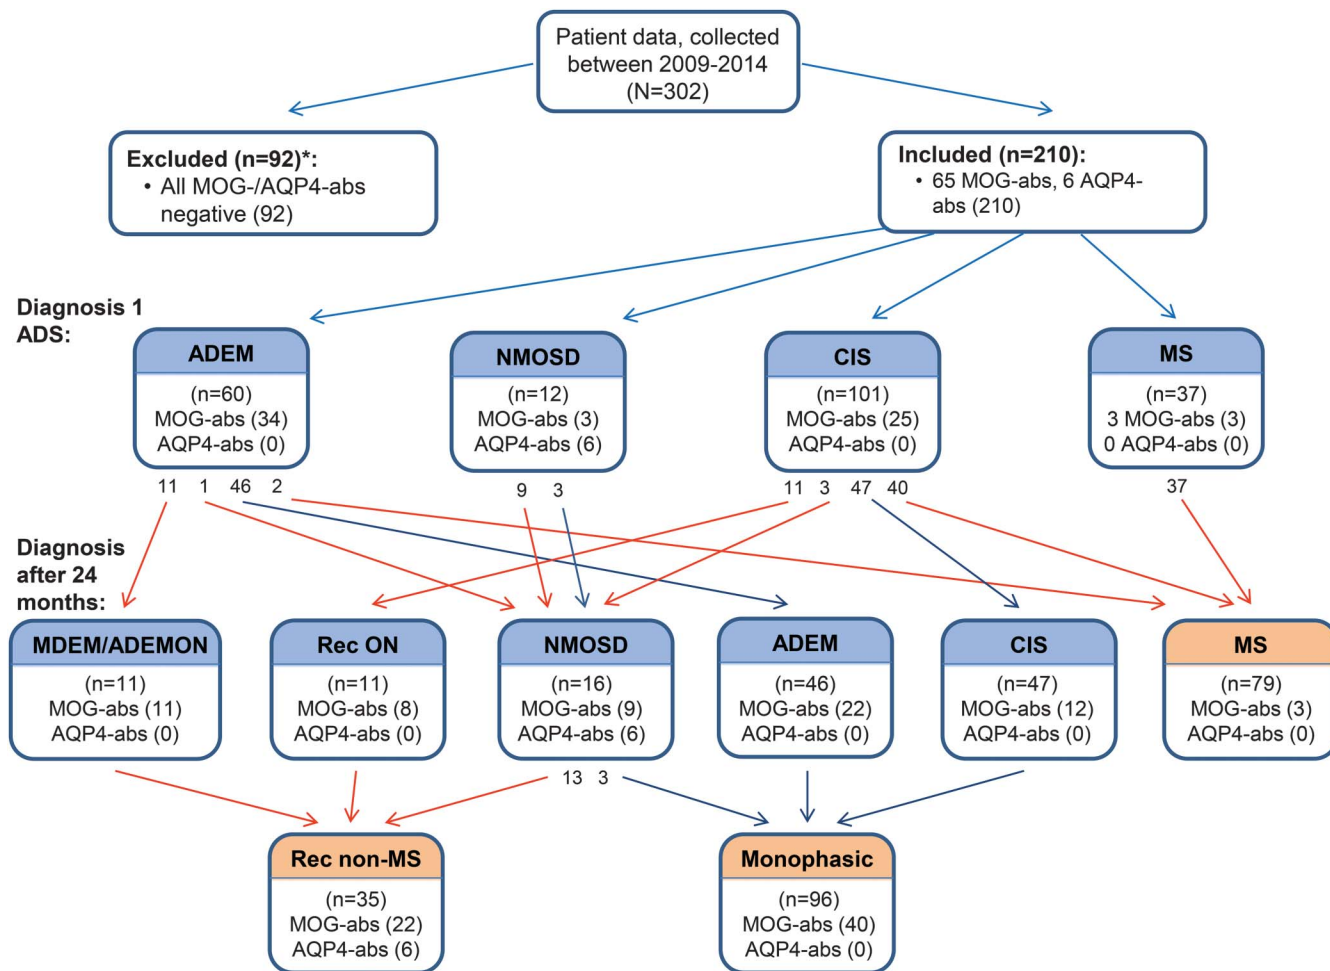 Patient data, collected
between 2009-2014
(N=302)
Excluded (n=92)*:
• All MOG-/AQP4-abs
negative (92)
Included (n=210):
• 65 MOG-abs, 6 AQP4-
abs (210)
Diagnosis 1
ADS:
ADEM
(n=60)
MOG-abs (34)
AQP4-abs (0)
NMOSD
(n=12)
MOG-abs (3)
AQP4-abs (6)
CIS
(n=101)
MOG-abs (25)
AQP4-abs (0)
MS
(n=37)
3 MOG-abs (3)
0 AQP4-abs (0)
11 1 46 2
9 3
11 3 47 40
37
Diagnosis
after 24
months:
MDEM/ADEMON
(n=11)
MOG-abs (11)
AQP4-abs (0)
Rec ON
(n=11)
MOG-abs (8)
AQP4-abs (0)
NMOSD
(n=16)
MOG-abs (9)
AQP4-abs (6)
ADEM
(n=46)
MOG-abs (22)
AQP4-abs (0)
CIS
(n=47)
MOG-abs (12)
AQP4-abs (0)
MS
(n=79)
MOG-abs (3)
AQP4-abs (0)
13 3
Rec non-MS
(n=35)
MOG-abs (22)
AQP4-abs (6)
Monophasic
(n=96)
MOG-abs (40)
AQP4-abs (0)